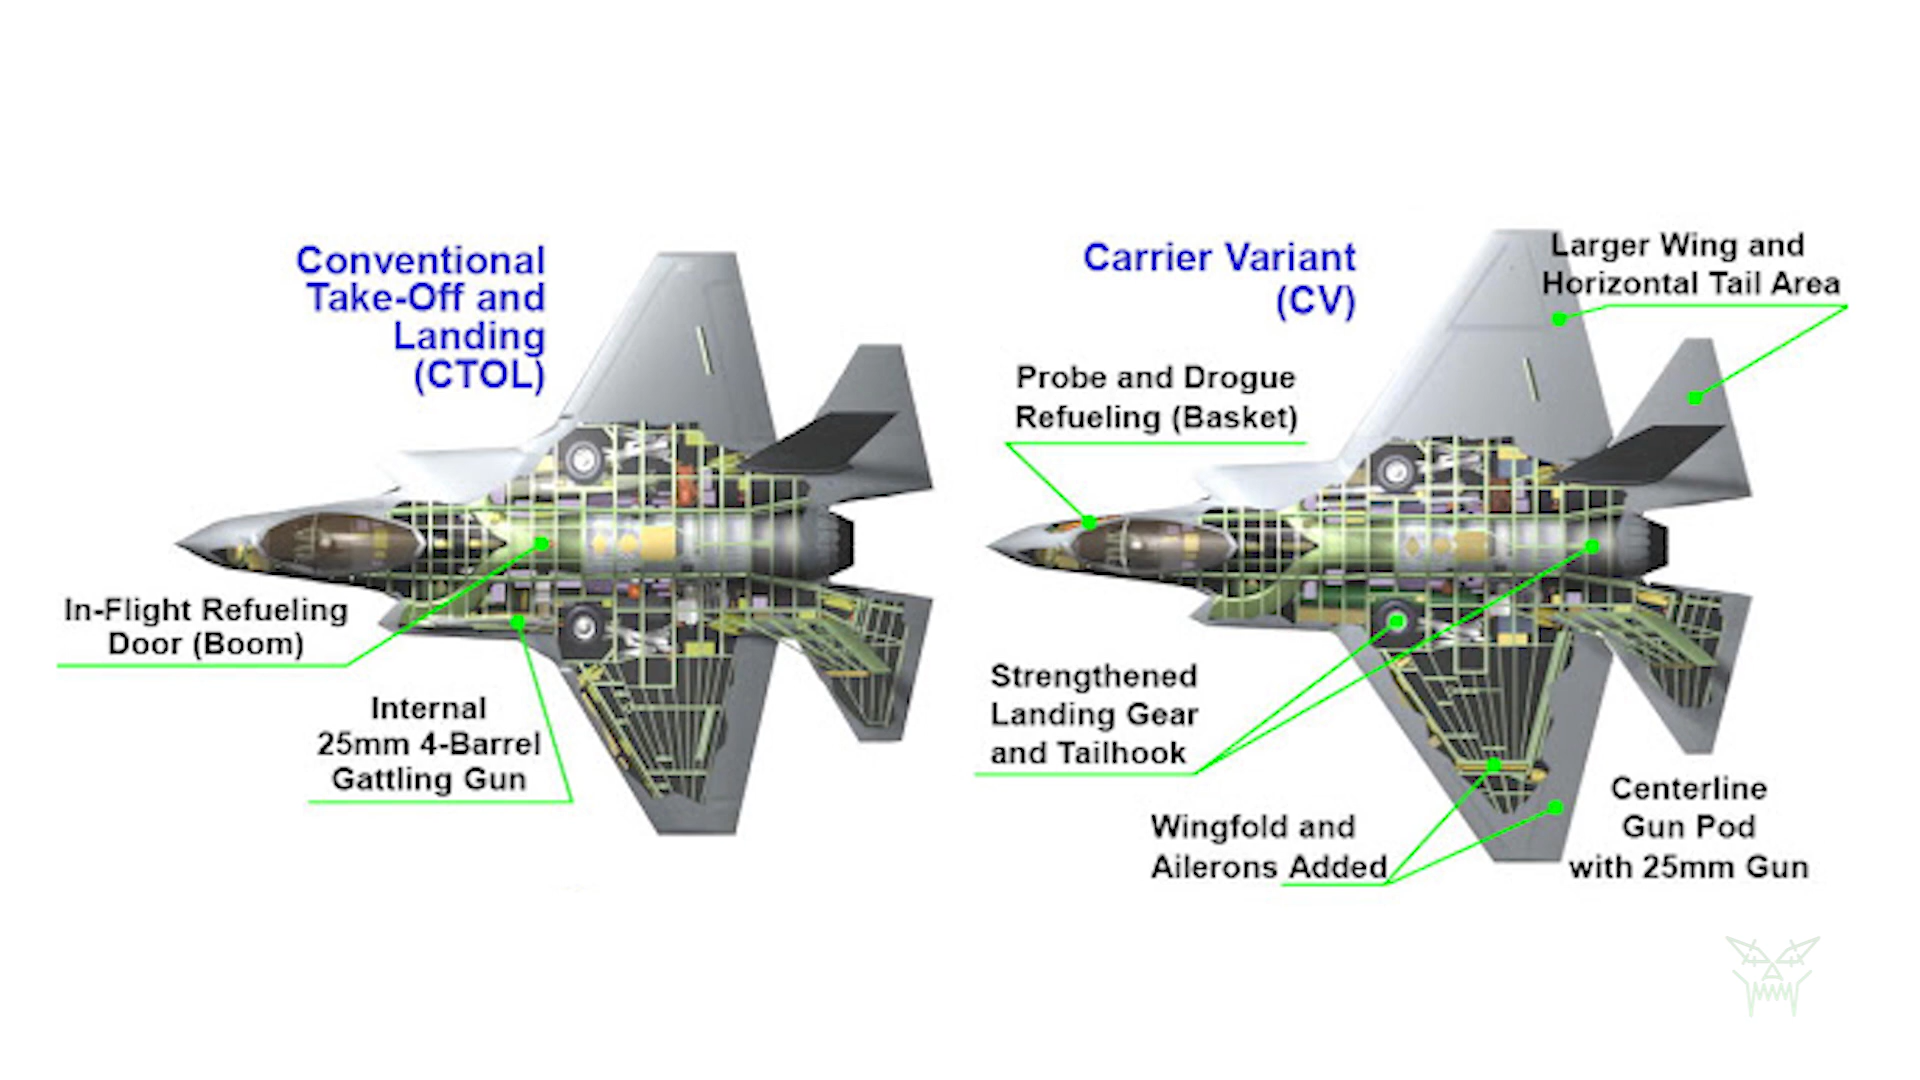 Conventional
Take-Off and
Landing
(CTOL)
In-Flight Refueling
Door (Boom)
Internal
25mm 4-Barrel
Gattling Gun
Carrier Variant
(CV)
Larger Wing and
Horizontal Tail Area
Probe and Drogue
Refueling (Basket)
Strengthened
Landing Gear
and Tailhook
Wingfold and
Ailerons Added
Centerline
Gun Pod
with 25mm Gun